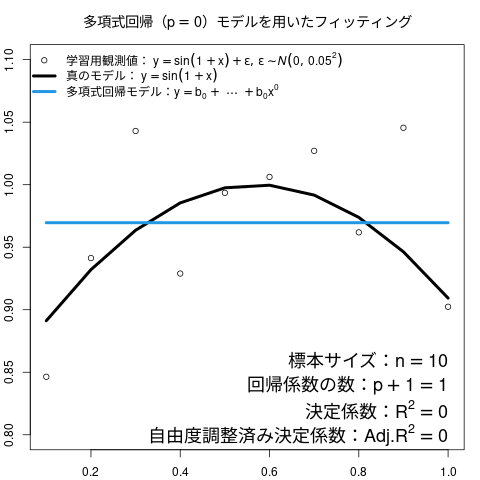 多項式回帰（p = 0）モデルを用いたフィッティング
学習用観測値： y = sin(1 + x) + ε, ε ~ N(0, 0.05²)
真のモデル： y = sin(1 + x)
多項式回帰モデル：y = b₀ + ⋯ + b₀x⁰
1.10
1.05
1.00
0.95
0.90
0.85
0.80
標本サイズ：n = 10
回帰係数の数：p + 1 = 1
決定係数：R² = 0
自由度調整済み決定係数：Adj.R² = 0
0.2 0.4 0.6 0.8 1.0